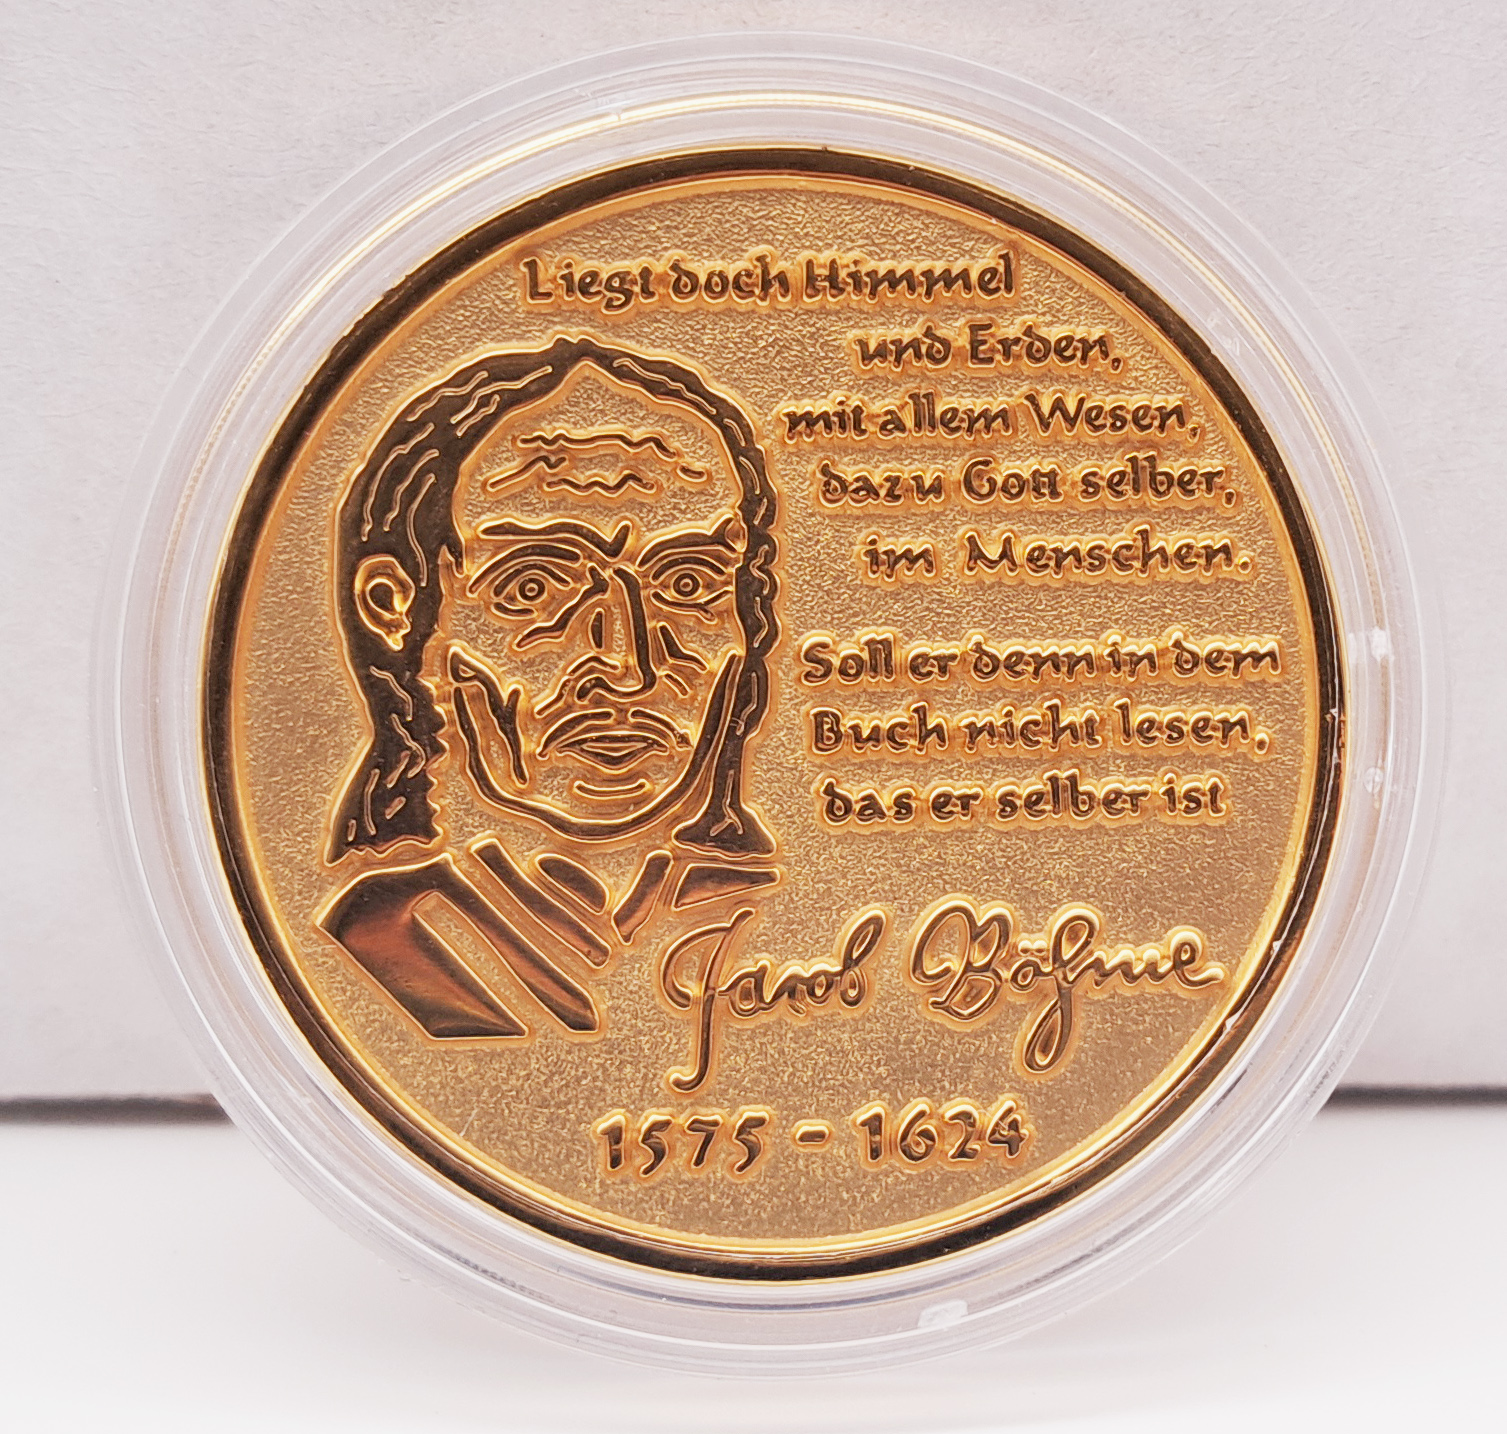 Liegt doch Himmel
und Erden,
mit allem Wesen,
dazu Gott selber,
im Menschen.
Soll er denn in dem
Buch nicht lesen,
das er selber ist
Jacob Böhme
1575 - 1624